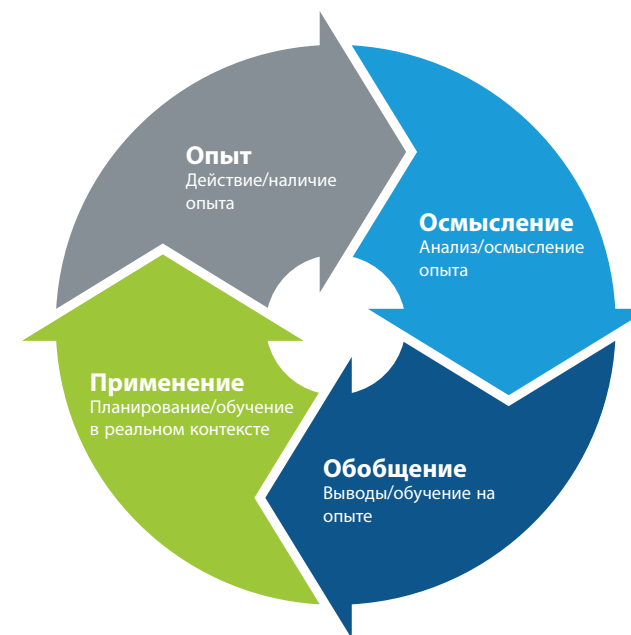 Опыт
Действие/наличие
опыта
Осмысление
Анализ/осмысление
опыта
Обобщение
Выводы/обучение на
опыте
Применение
Планирование/обучение
в реальном контексте